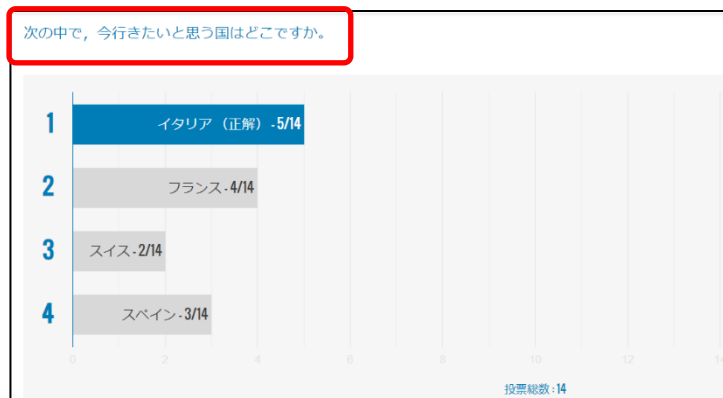 次の中で，今行きたいと思う国はどこですか。
1 イタリア（正解）- 5/14
2 フランス - 4/14
3 スイス - 2/14
4 スペイン - 3/14
0 2 4 6 8 10 12 14
投票総数 : 14